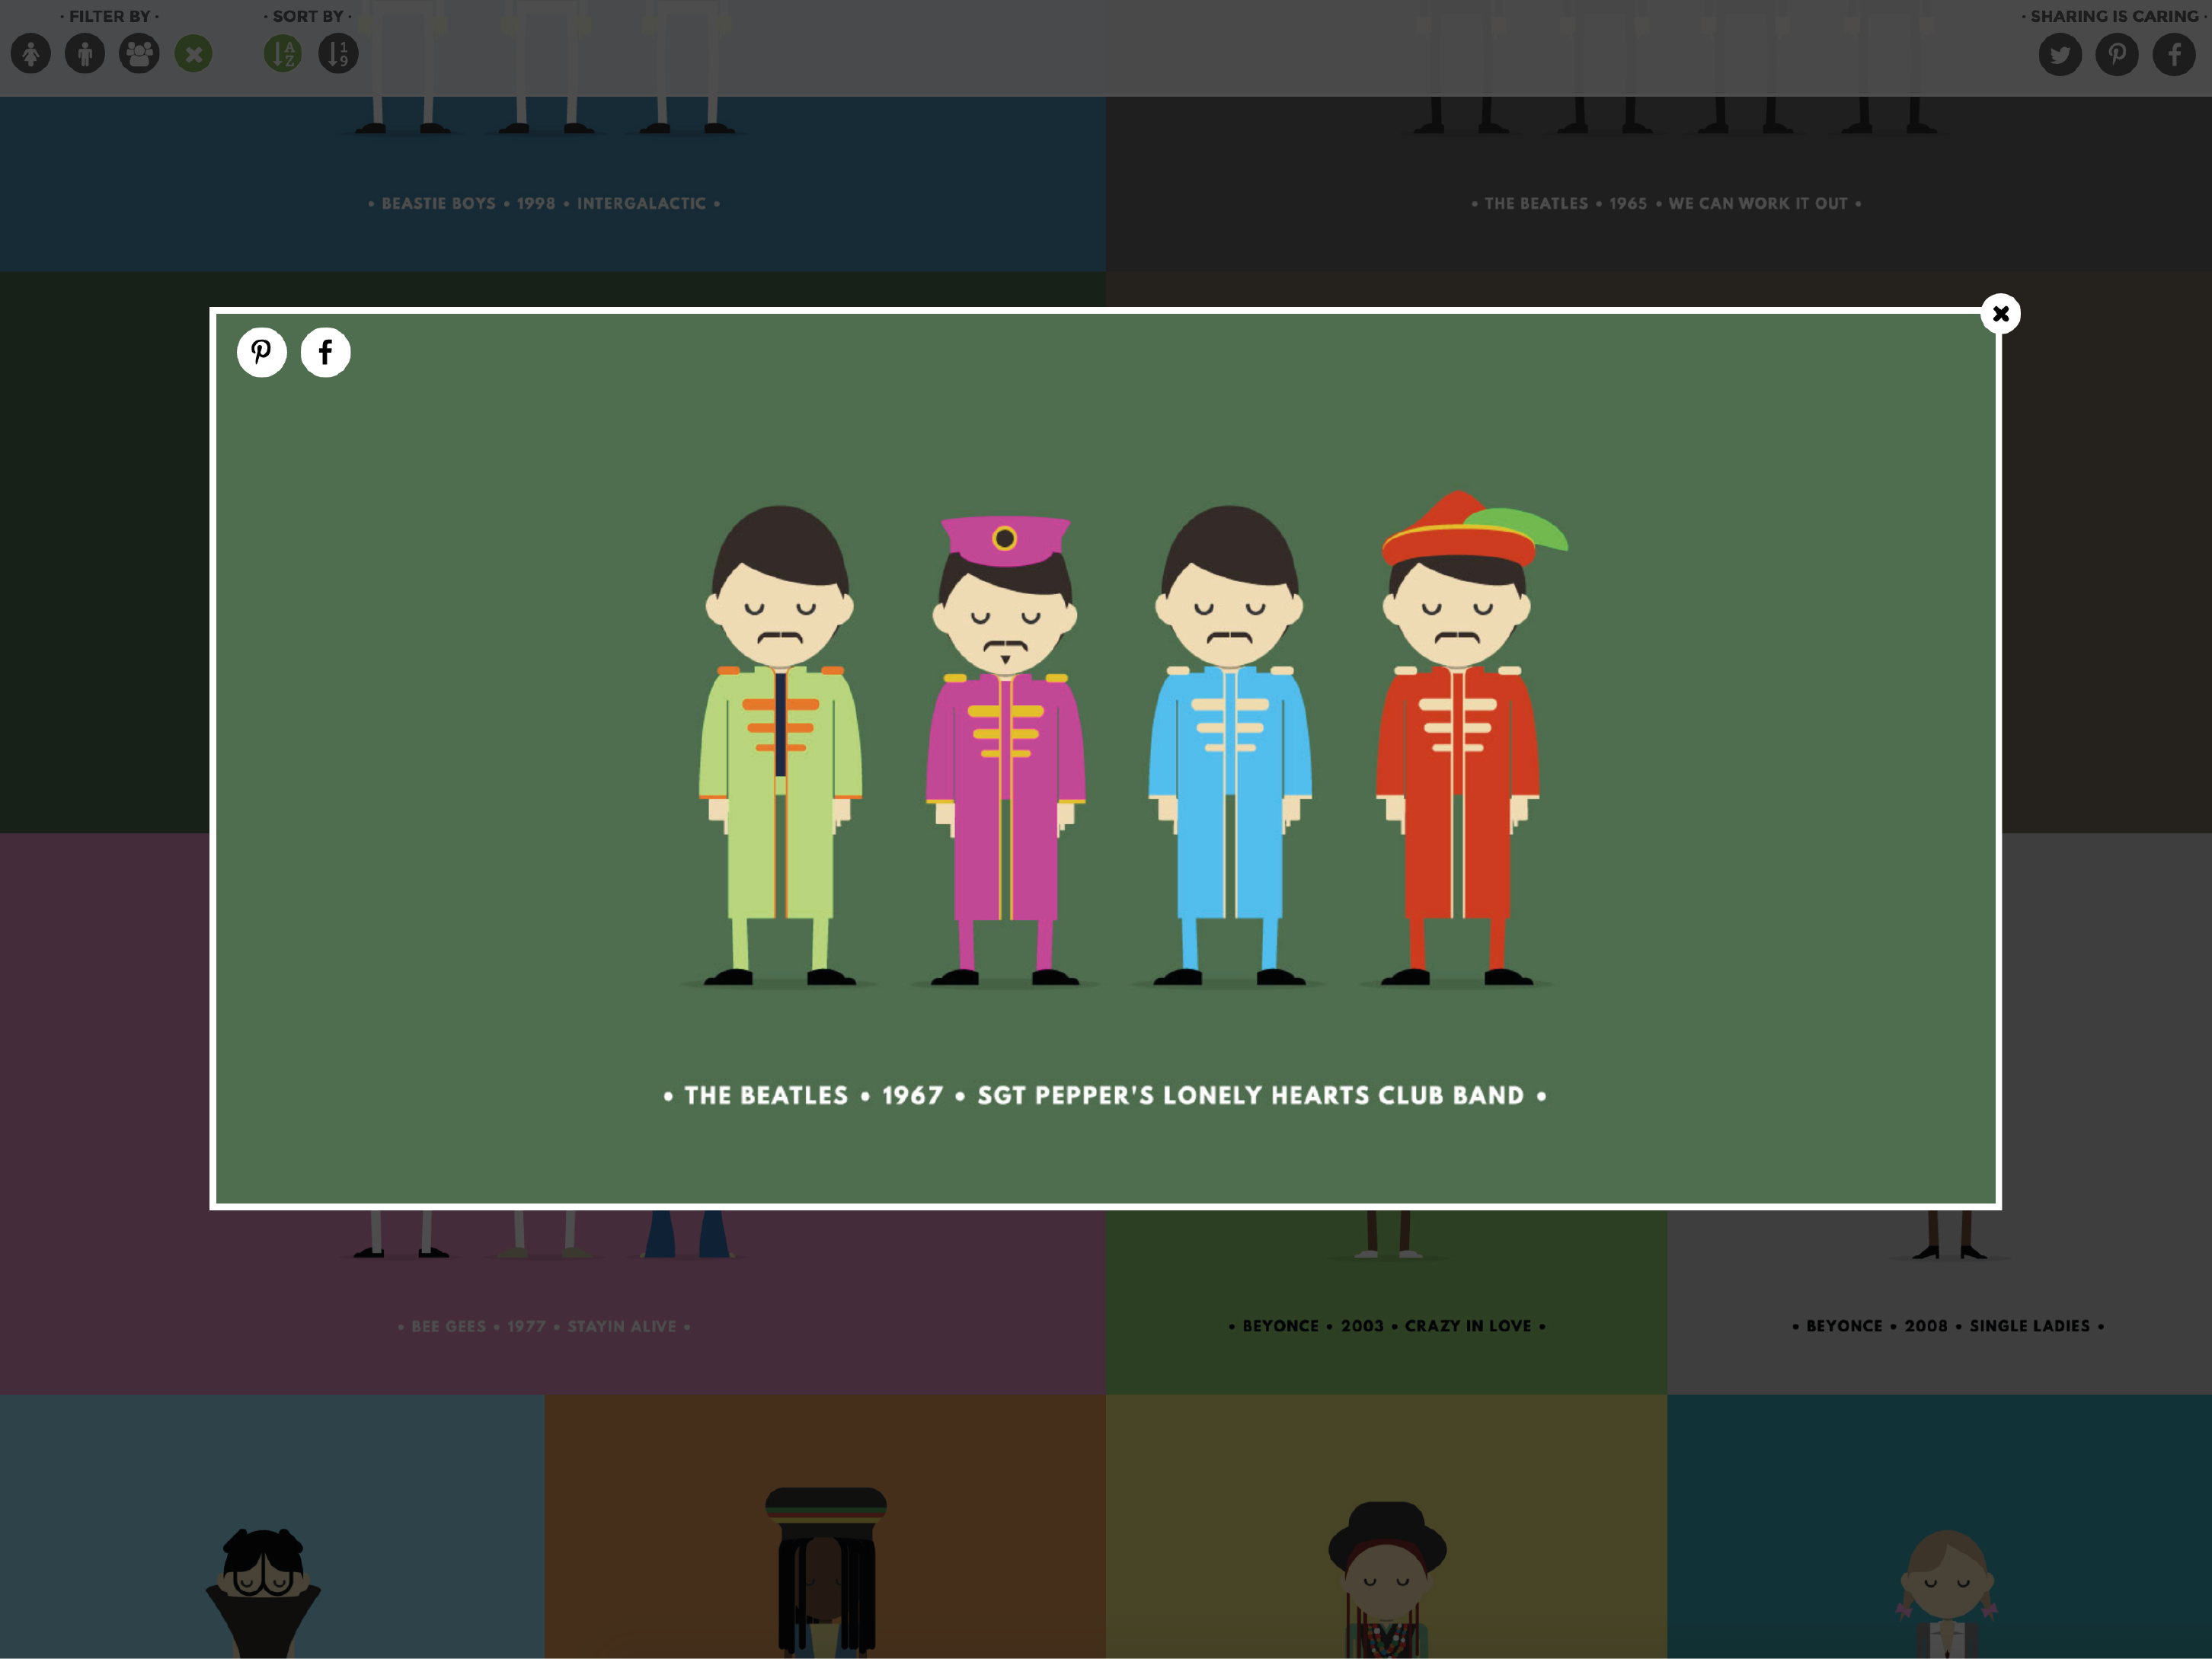 · FILTER BY ·
· SORT BY ·
· SHARING IS CARING ·
A
Z
1
9
• BEASTIE BOYS • 1998 • INTERGALACTIC •
• THE BEATLES • 1965 • WE CAN WORK IT OUT •
• THE BEATLES • 1967 • SGT PEPPER'S LONELY HEARTS CLUB BAND •
• BEE GEES • 1977 • STAYIN ALIVE •
• BEYONCE • 2003 • CRAZY IN LOVE •
• BEYONCE • 2008 • SINGLE LADIES •